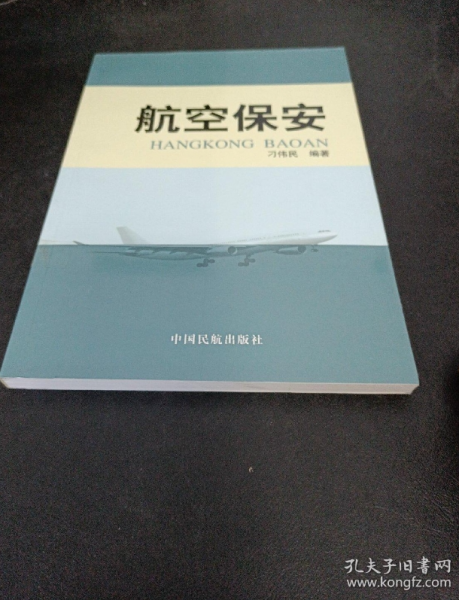 航空保安
HANGKONG BAOAN
刁伟民 编著
中国民航出版社
孔夫子旧书网
www.kongfz.com